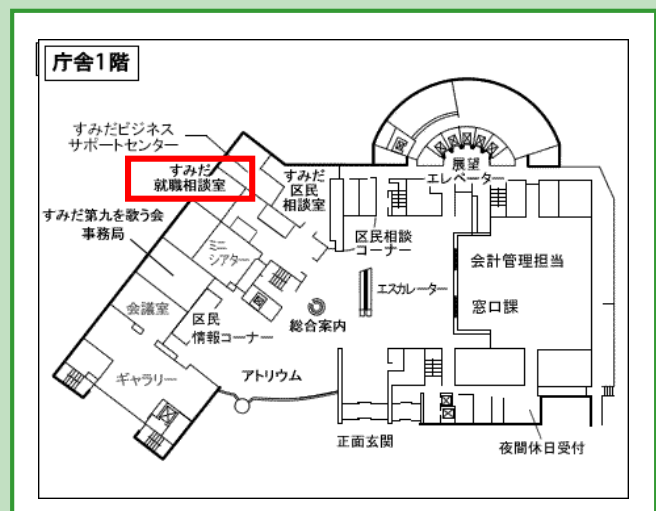 庁舎1階
すみだビジネス
サポートセンター
すみだ
就職相談室
すみだ
区民
相談室
展望
エレベーター
すみだ第九を歌う会
事務局
区民相談
コーナー
ミニ
シアター
会計管理担当
エスカレーター
会議室
窓口課
区民
情報コーナー
総合案内
ギャラリー
アトリウム
正面玄関
夜間休日受付